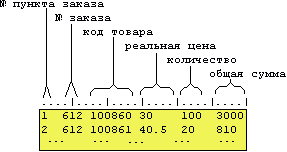 № пункта заказа
№ заказа
код товара
реальная цена
количество
общая сумма
1 612 100860 30 100 3000
2 612 100861 40.5 20 810
... ... ... ... ... ...